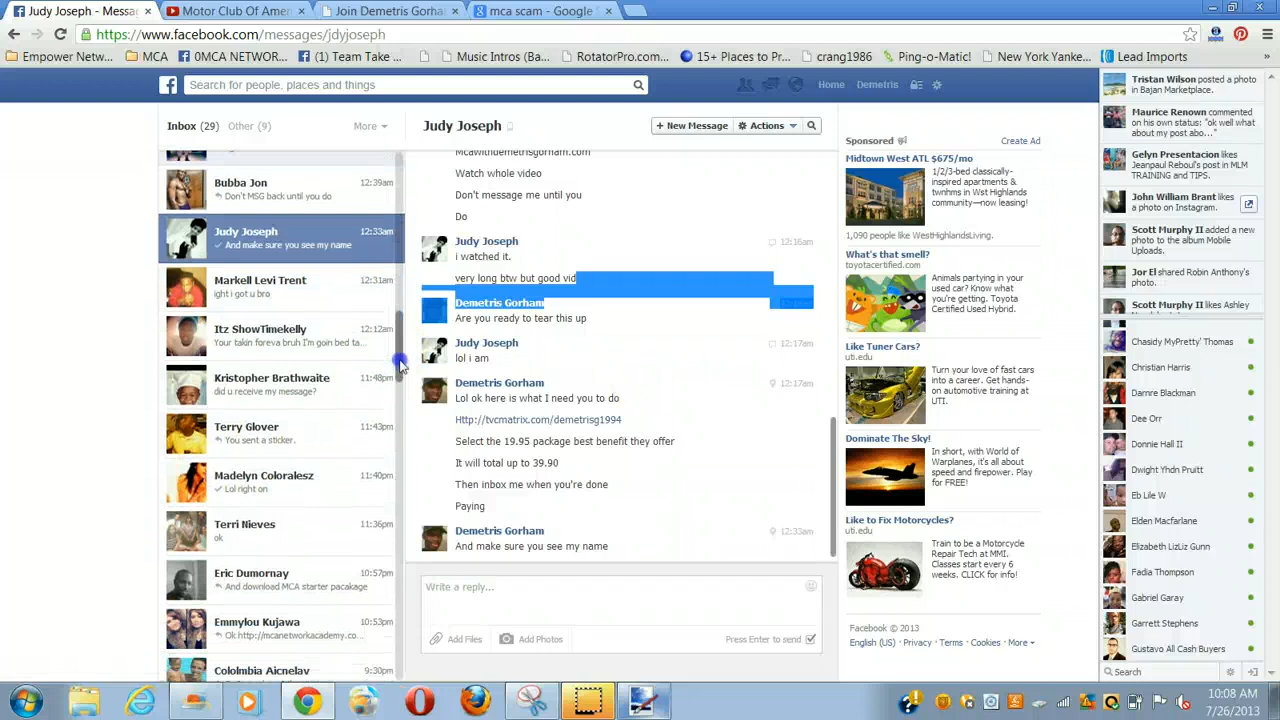 Judy Joseph - Messa
Motor Club Of Ameri
Join Demetris Gorha
mca scam - Google S
https://www.facebook.com/messages/jdyjoseph
Empower Network...
MCA
0MCA Network
(1) Team Take ...
Music Intros (Ba...
RotatorPro.com...
15+ Places to Pr...
craig1986
Ping-o-Matic!
New York Yanke...
Lead Imports
»
Search for people, places and things
Home
Demetris
Inbox (29)
Other (9)
More
Bubba Jon
12:39am
Don't MSG back until you do
Judy Joseph
12:33am
And make sure you see my name
Markell Levi Trent
12:31am
ight i got u bro
Itz ShowTimekelly
12:12am
Your takin foreva bruh I'm goin bed ta...
Kristopher Brathwaite
11:48pm
did u receive my message?
Terry Glover
11:43pm
You sent a sticker.
Madelyn Coloralesz
11:40pm
Lol right on
Terri Nieves
11:36pm
ok
Eric Dumornay
10:57pm
And download MCA starter pacakage
Emmylou Kujawa
10:53pm
Ok http://mcanetworkacademy.co...
Cololmbia Aicnelav
9:30pm
Judy Joseph
+ New Message
Actions
Mcawithdemetrisgorham.com
Watch whole video
Don't message me until you
Do
Judy Joseph
12:16am
i watched it.
very long btw but good vid
Demetris Gorham
Are you ready to tear this up
Judy Joseph
12:17am
lol i am
Demetris Gorham
12:17am
Lol ok here is what I need you to do
Http://tvcmatrix.com/demetrisg1994
Select the 19.95 package best benefit they offer
It will total up to 39.90
Then inbox me when you're done
Paying
Demetris Gorham
12:33am
And make sure you see my name
Write a reply...
Add Files
Add Photos
Press Enter to send
Sponsored
Create Ad
Midtown West ATL $675/mo
1/2/3-bed classically-
inspired apartments &
twnhms in Wst Highlands
community—now leasing!
1,090 people like WestHighlandsLiving.
What's that smell?
toyotacertified.com
Animals partying in your
used car? Know what
you're getting. Toyota
Certified Used Hybrid.
Like Tuner Cars?
uti.edu
Turn your love of fast cars
into a career. Get hands-
on automotive training at
UTI.
Dominate The Sky!
In short, with World of
Warplanes, it's all about
speed and firepower. Play
for FREE!
Like to Fix Motorcycles?
uti.edu
Train to be a Motorcycle
Repair Tech at MMI.
Classes start every 6
weeks. CLICK for info!
Facebook © 2013
English (US) · Privacy · Terms · Cookies · More
Tristan Wilson posted a photo
in Bajan Marketplace.
Maurice Renown commented
on his own status: "ok well what
about my post abo..."
Gelyn Presentacion likes
Jeanpaul Reboul's post in MLM
TRAINING and TIPS.
John William Brant likes
a photo on Instagram.
Scott Murphy II added a new
photo to the album Mobile
Uploads.
Jor El shared Robin Anthony's
photo.
Scott Murphy II likes Ashley
Chasidy MyPretty' Thomas
Christian Harris
Damnre Blackman
Dee Orr
Donnie Hall II
Dwight Yhdn Pruitt
Eb Lile W
Elden Macfarlane
Elizabeth LizLiz Gunn
Fadia Thompson
Gabriel Garay
Garrett Stephens
Gustavo All Cash Buyers
Search
10:08 AM
7/26/2013